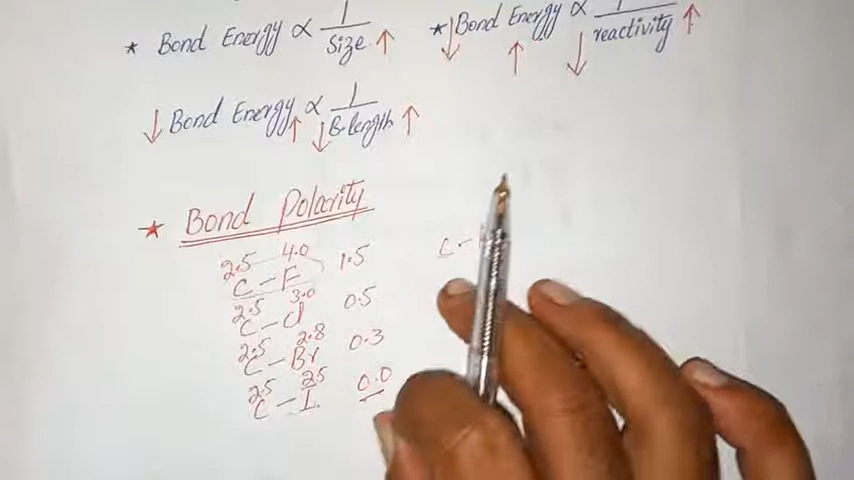 * Bond Energy ∝ 1/Size ↑
* ↓ Bond Energy ↑ ∝ ↓ 1/reactivity ↑
↓ Bond Energy ↑ ∝ ↓ 1/B.length ↑
* Bond Polarity
2.5 4.0
C - F 1.5
2.5 3.0
C - Cl 0.5
2.5 2.8
C - Br 0.3
2.5 2.5
C - I 0.0
C -